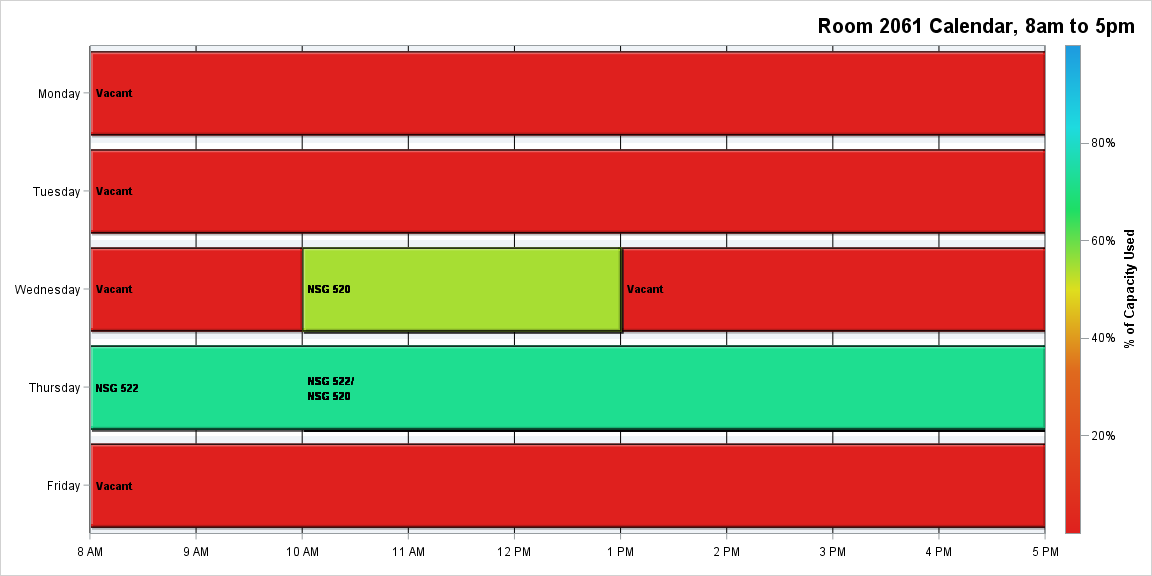 Room 2061 Calendar, 8am to 5pm
Monday
Vacant
Tuesday
Vacant
Wednesday
Vacant
NSG 520
Vacant
Thursday
NSG 522
NSG 522/
NSG 520
Friday
Vacant
8 AM
9 AM
10 AM
11 AM
12 PM
1 PM
2 PM
3 PM
4 PM
5 PM
80%
60%
40%
20%
% of Capacity Used